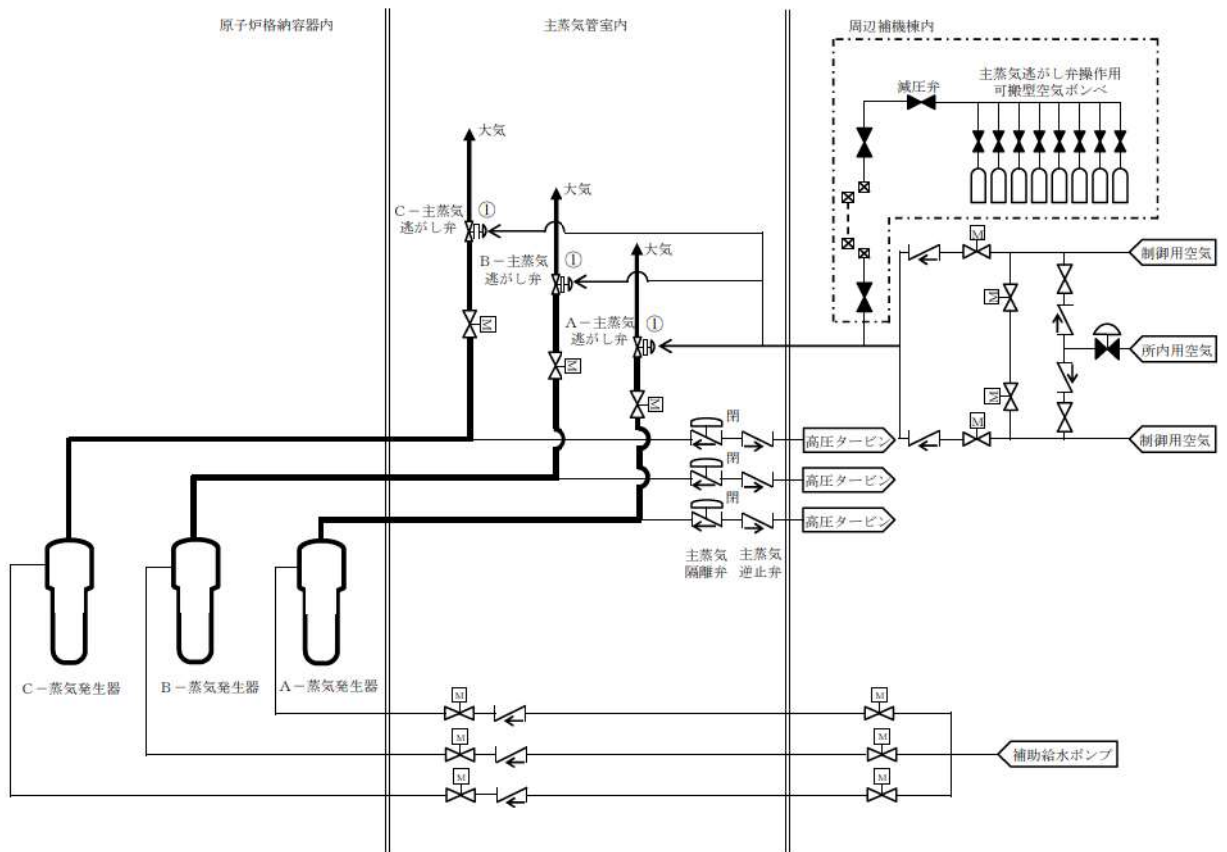 原子炉格納容器内
主蒸気管室内
周辺補機棟内
主蒸気逃がし弁操作用
可搬型空気ボンベ
減圧弁
大気
大気
C-主蒸気
逃がし弁
①
B-主蒸気
逃がし弁
①
大気
A-主蒸気
逃がし弁
①
M
M
M
M
制御用空気
M
所内用空気
M
M
制御用空気
閉
高圧タービン
閉
高圧タービン
閉
高圧タービン
主蒸気
隔離弁
主蒸気
逆止弁
C-蒸気発生器
B-蒸気発生器
A-蒸気発生器
M
M
M
M
補助給水ポンプ
M
M